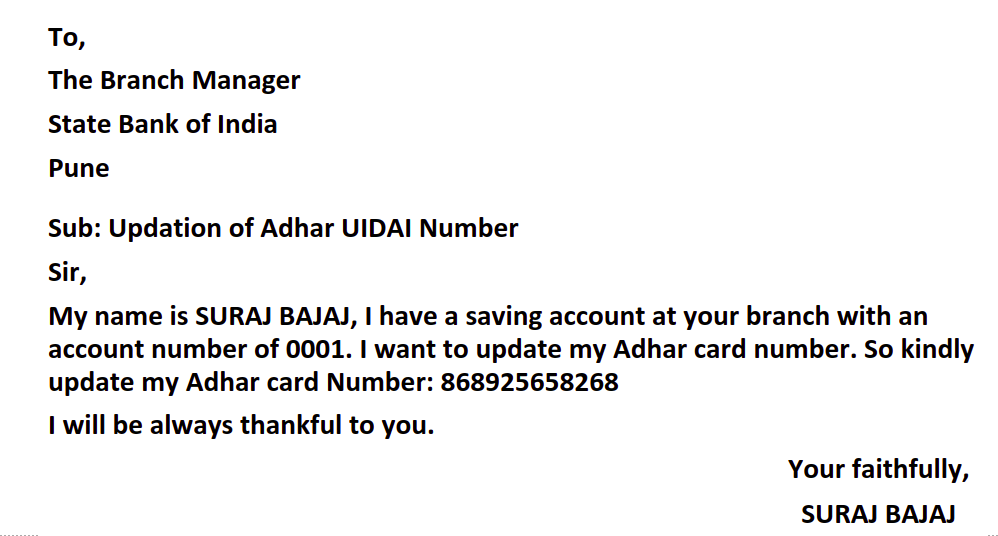 To,
The Branch Manager
State Bank of India
Pune
Sub: Updation of Adhar UIDAI Number
Sir,
My name is SURAJ BAJAJ, I have a saving account at your branch with an
account number of 0001. I want to update my Adhar card number. So kindly
update my Adhar card Number: 868925658268
I will be always thankful to you.
Your faithfully,
SURAJ BAJAJ